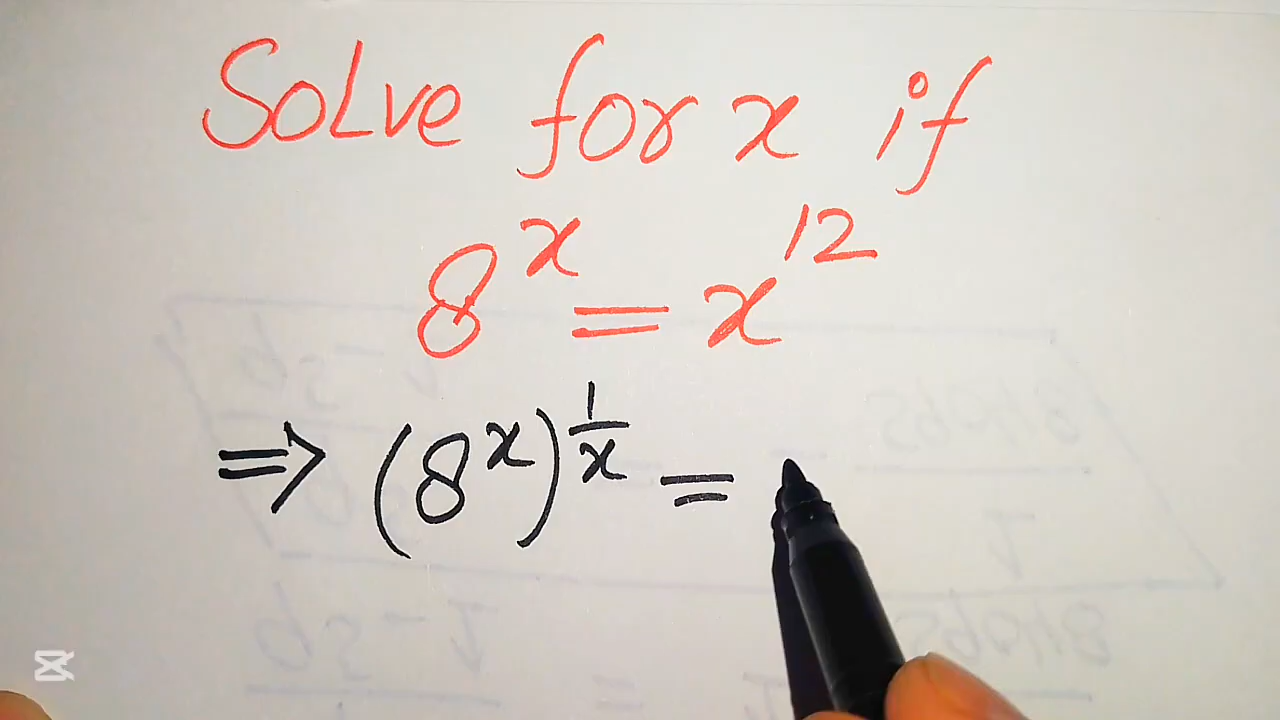 Solve for x if
8^x = x^12
⇒ (8^x)^(1/x) =